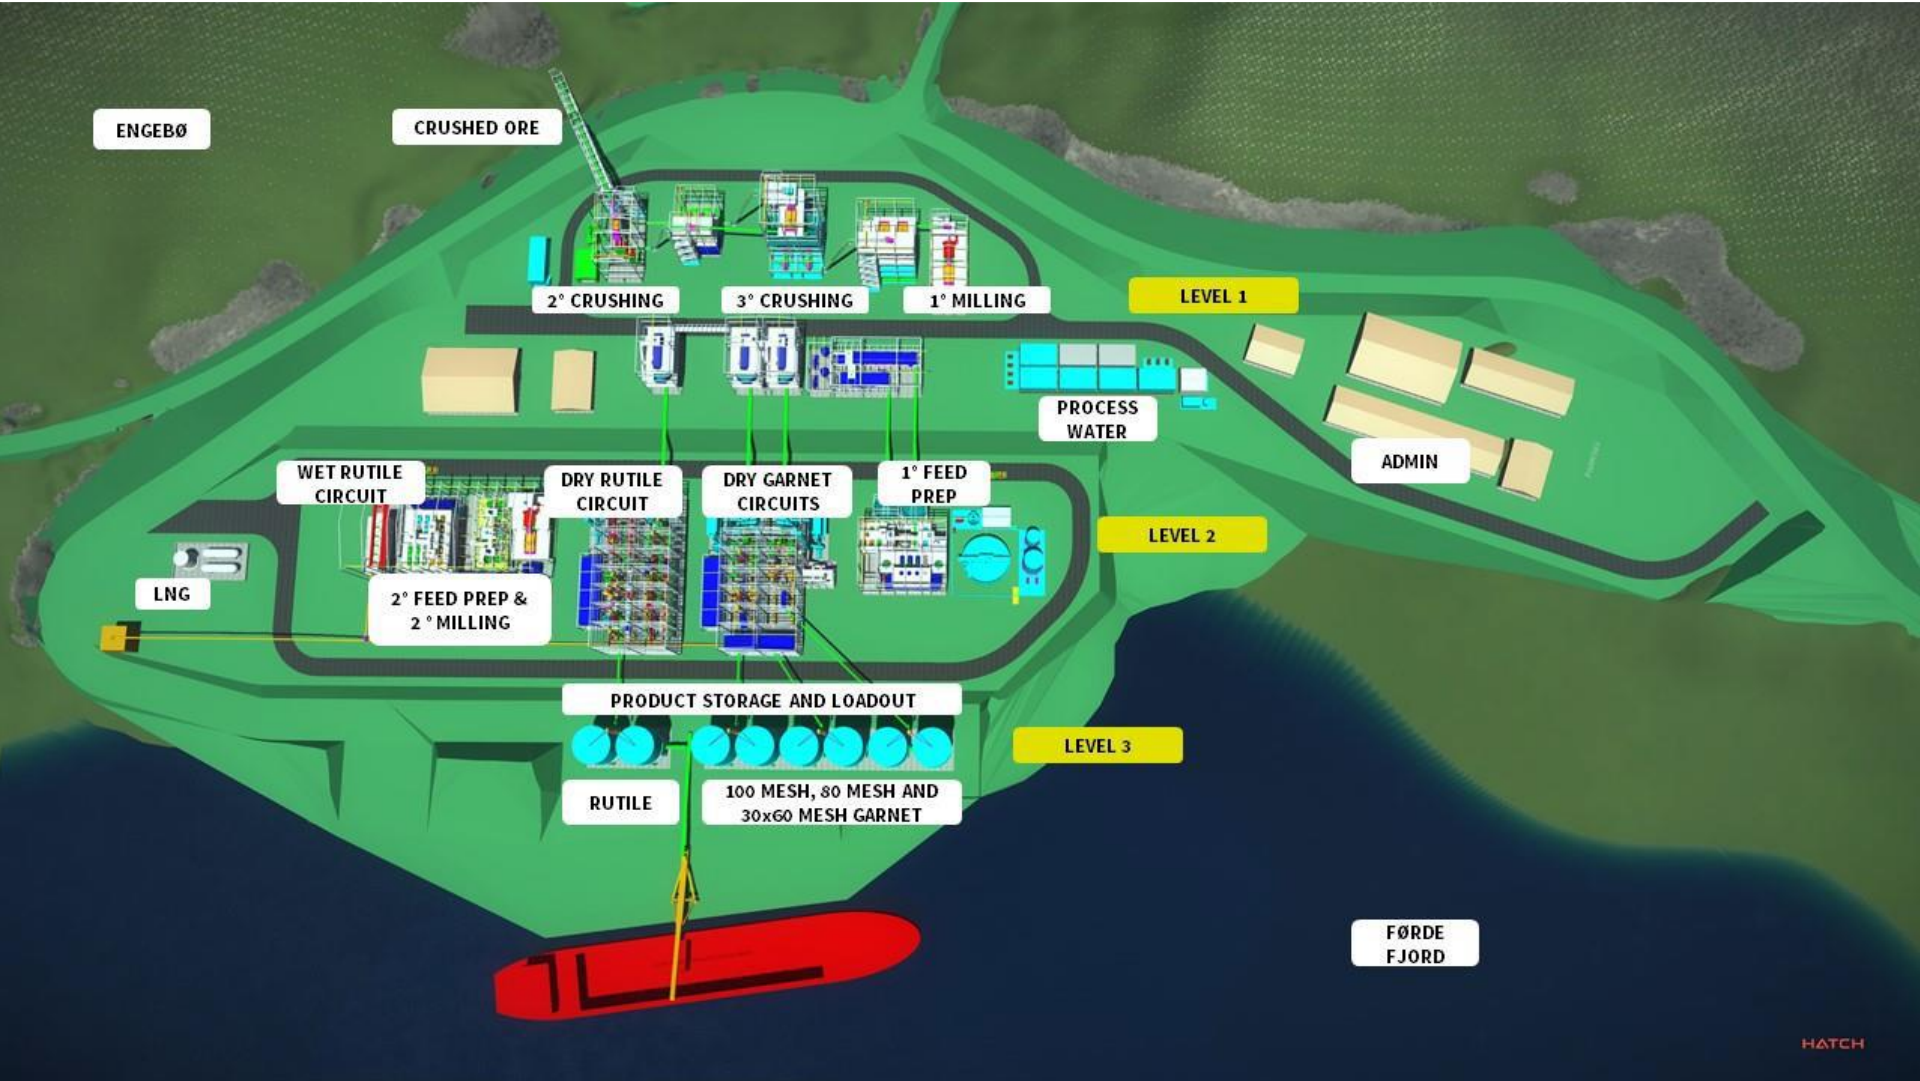 ENGEBØ
CRUSHED ORE
2° CRUSHING
3° CRUSHING
1° MILLING
LEVEL 1
PROCESS
WATER
ADMIN
WET RUTILE
CIRCUIT
DRY RUTILE
CIRCUIT
DRY GARNET
CIRCUITS
1° FEED
PREP
LEVEL 2
LNG
2° FEED PREP &
2 ° MILLING
PRODUCT STORAGE AND LOADOUT
LEVEL 3
RUTILE
100 MESH, 80 MESH AND
30x60 MESH GARNET
FØRDE
FJORD
HATCH